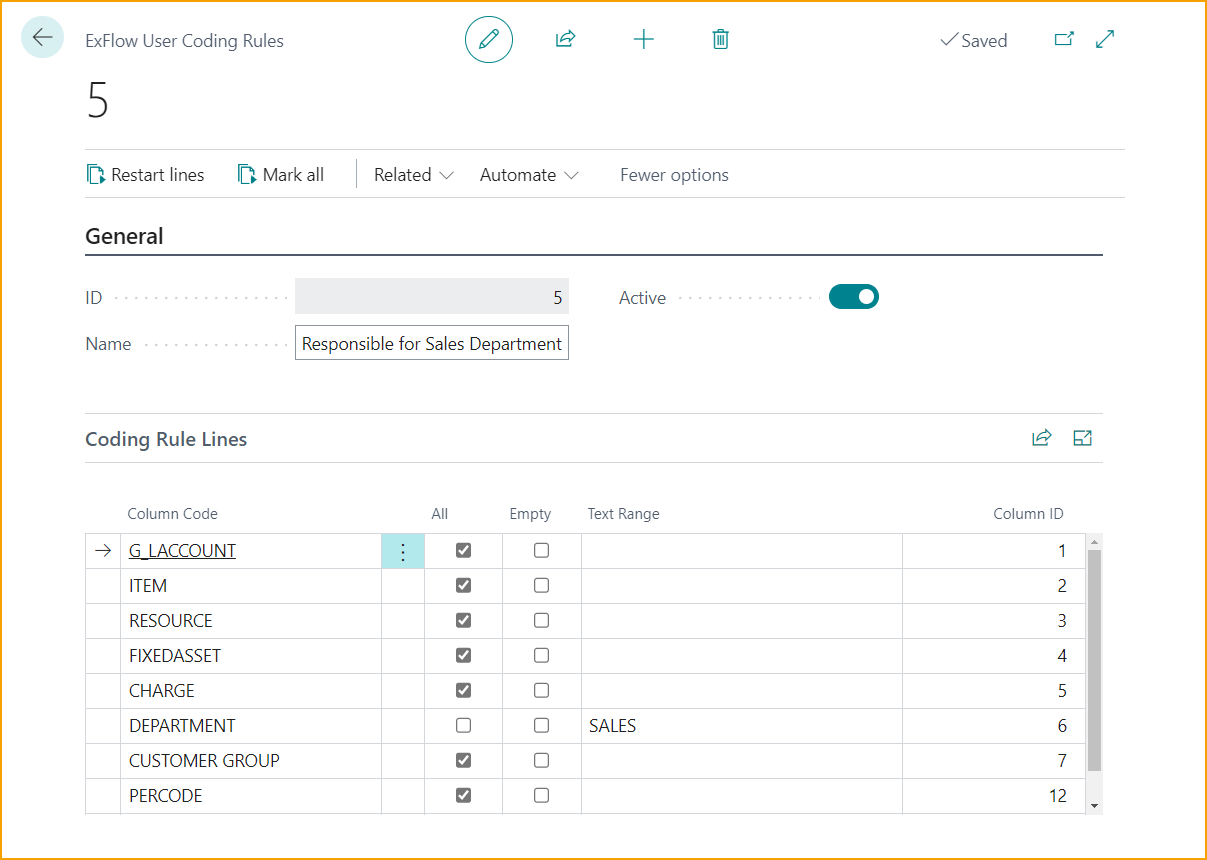 ExFlow User Coding Rules
Saved
5
Restart lines Mark all Related Automate Fewer options
General
ID 5 Active
Name Responsible for Sales Department
Coding Rule Lines
Column Code All Empty Text Range Column ID
G_LACCOUNT 1
ITEM 2
RESOURCE 3
FIXEDASSET 4
CHARGE 5
DEPARTMENT SALES 6
CUSTOMER GROUP 7
PERCODE 12